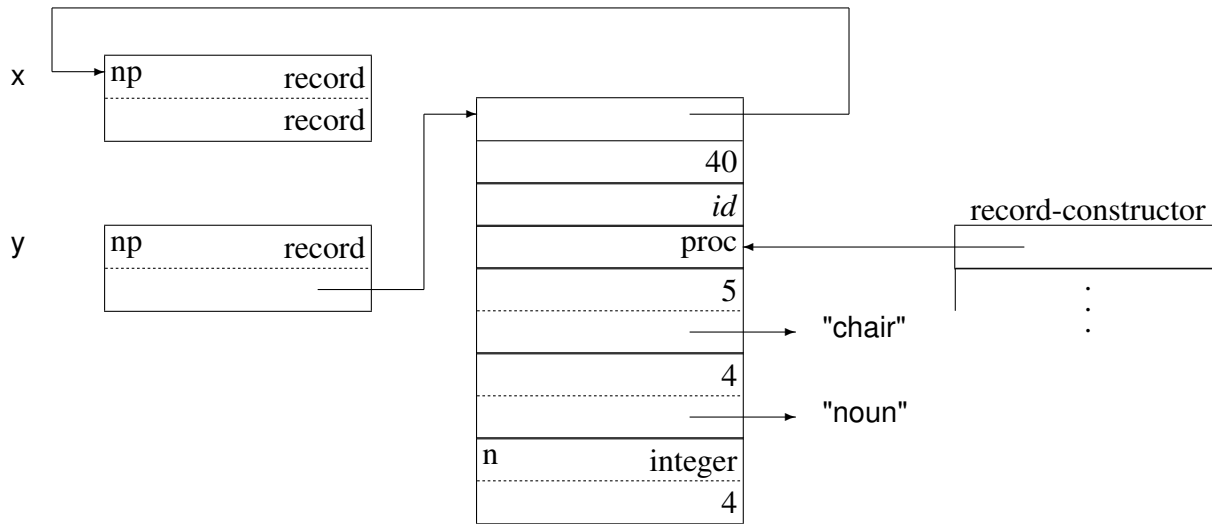 x
np record
record
40
id
record-constructor
y
np record
proc
5
"chair"
4
"noun"
n integer
4